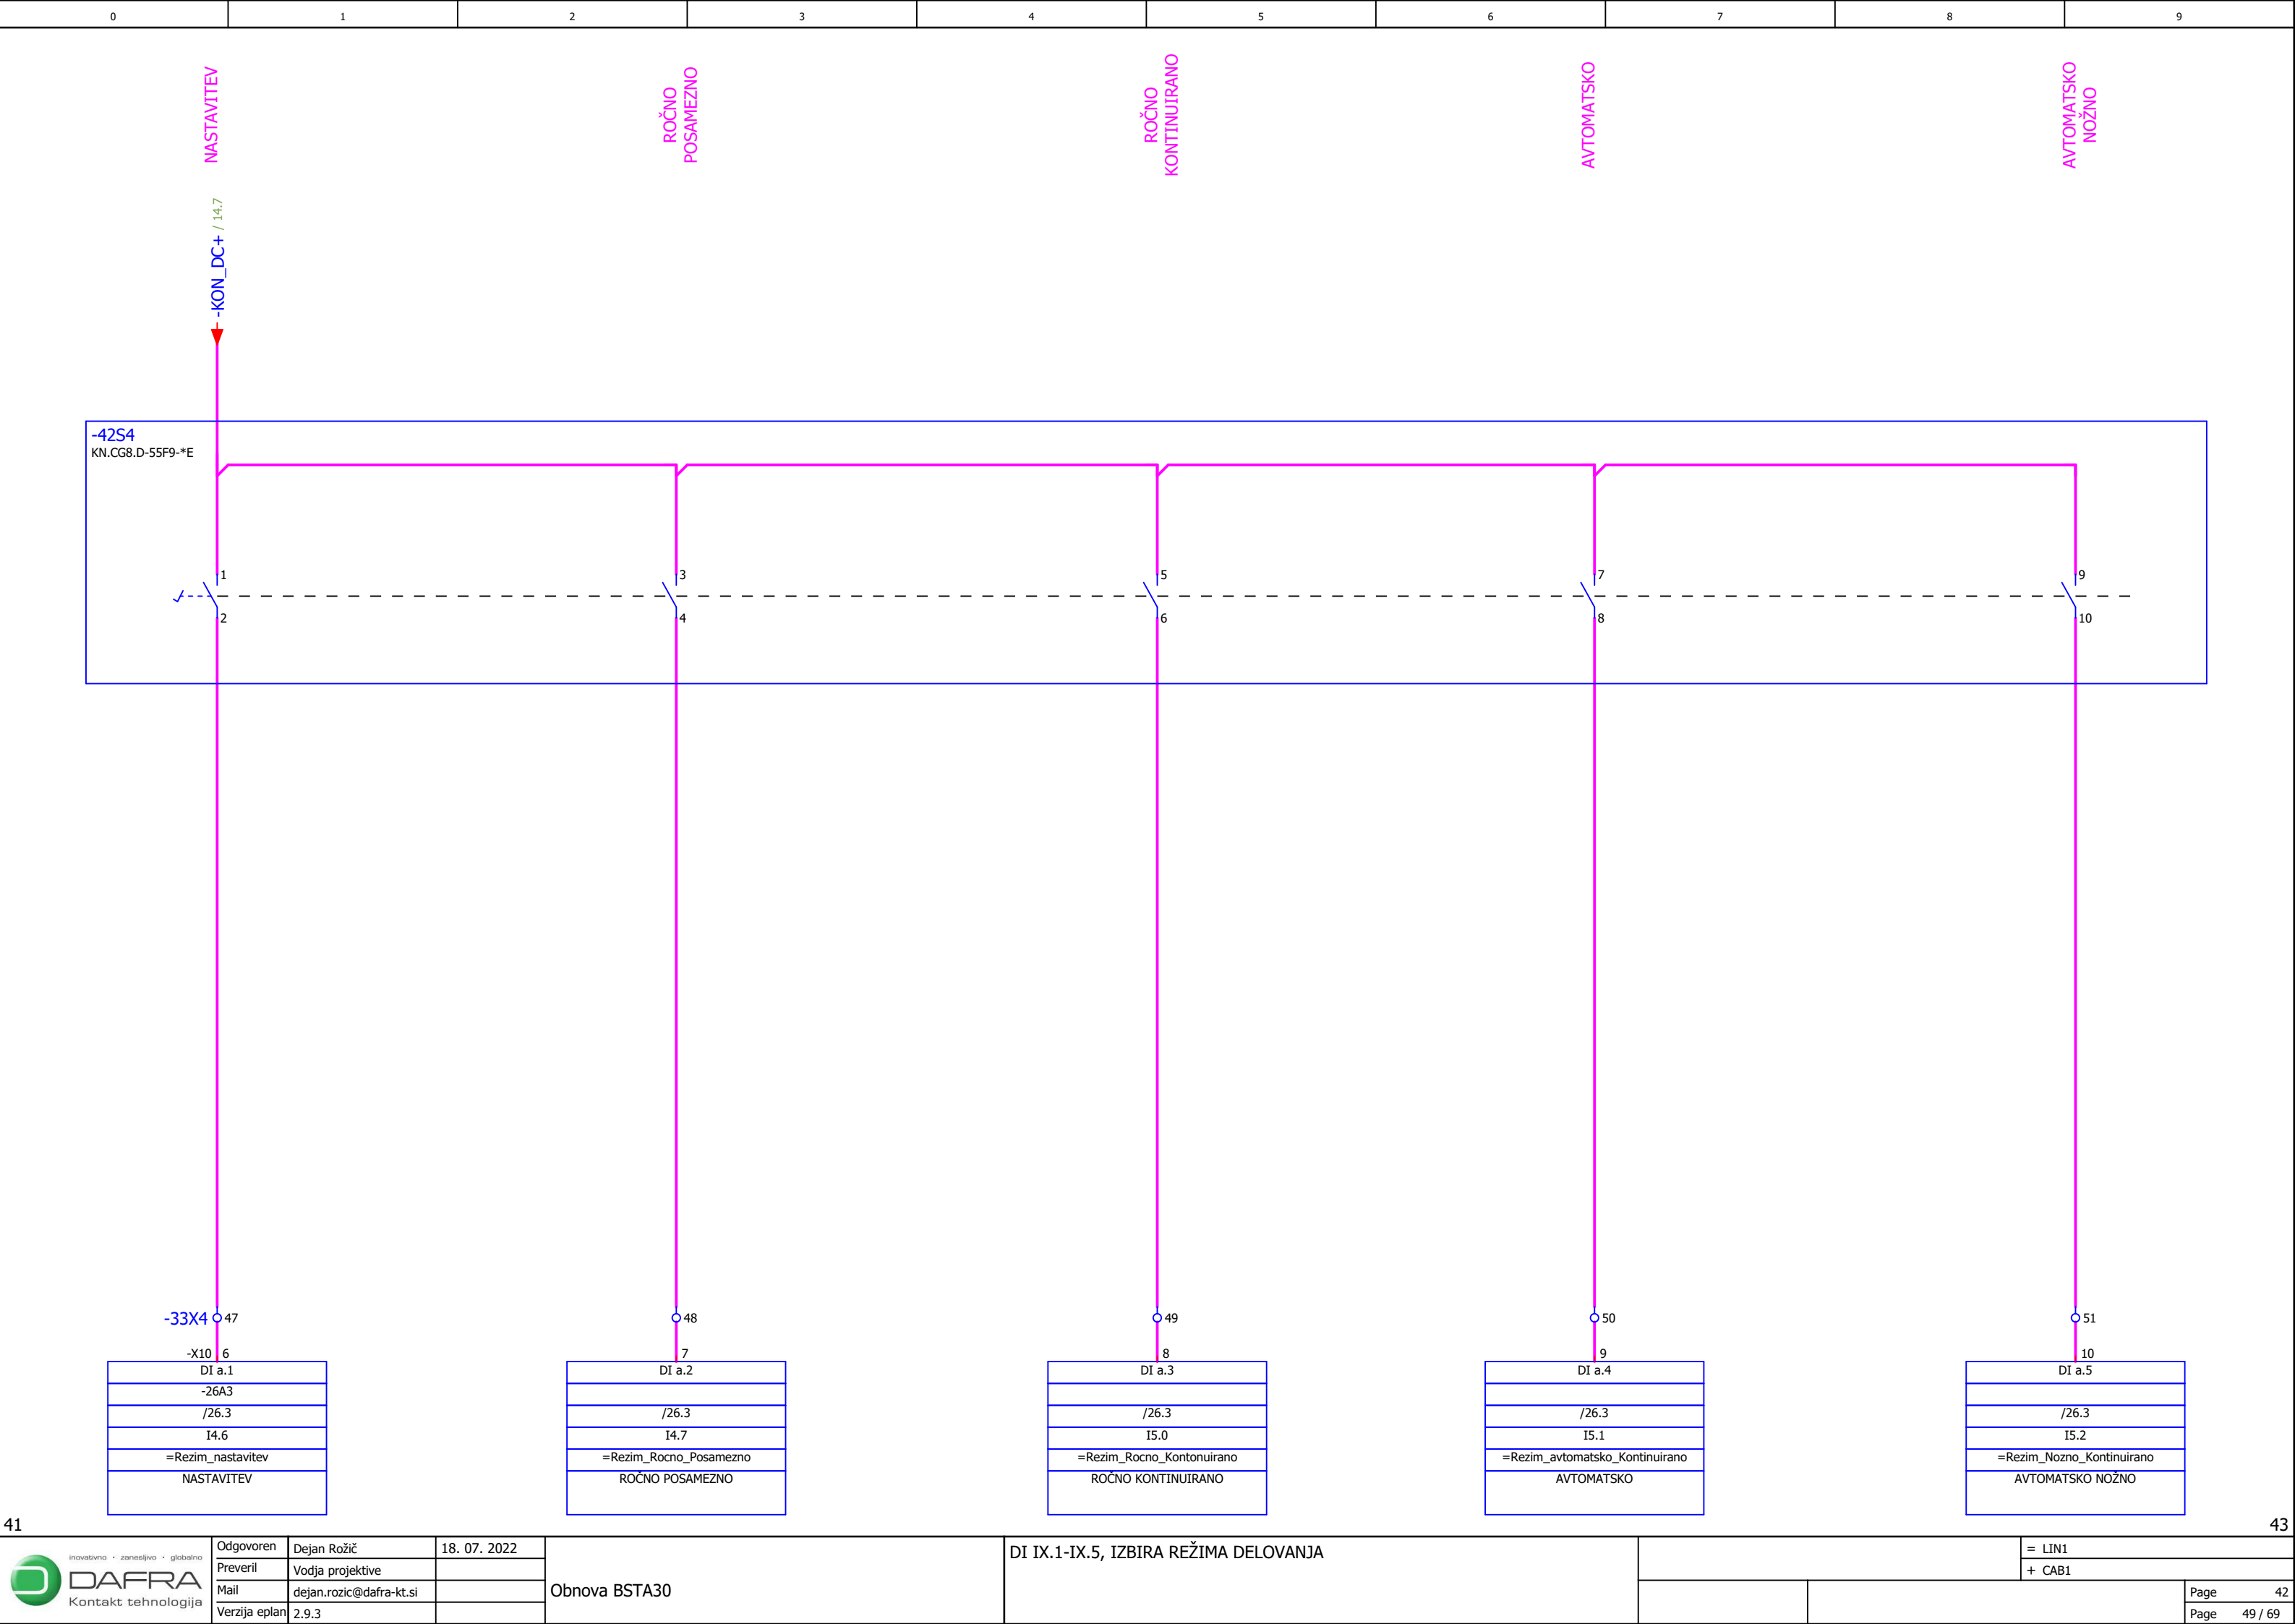 0 1 2 3 4 5 6 7 8 9
NASTAVITEV
ROČNO
POSAMEZNO
ROČNO
KONTINUIRANO
AVTOMATSKO
AVTOMATSKO
NOŽNO
-KON_DC+ / 14.7
-42S4
KN.CG8.D-55F9-*E
1 3 5 7 9
2 4 6 8 10
-33X4 47 48 49 50 51
-X10 6 7 8 9 10
DI a.1 DI a.2 DI a.3 DI a.4 DI a.5
-26A3
/26.3 /26.3 /26.3 /26.3 /26.3
I4.6 I4.7 I5.0 I5.1 I5.2
=Rezim_nastavitev =Rezim_Rocno_Posamezno =Rezim_Rocno_Kontonuirano =Rezim_avtomatsko_Kontinuirano =Rezim_Nozno_Kontinuirano
NASTAVITEV ROČNO POSAMEZNO ROČNO KONTINUIRANO AVTOMATSKO AVTOMATSKO NOŽNO
41 43
inovativno • zanesljivo • globalno
DAFRA
Kontakt tehnologija
Odgovoren Dejan Rožič 18. 07. 2022
Preveril Vodja projektive
Mail dejan.rozic@dafra-kt.si
Verzija eplan 2.9.3
Obnova BSTA30
DI IX.1-IX.5, IZBIRA REŽIMA DELOVANJA
= LIN1
+ CAB1
Page 42
Page 49 / 69